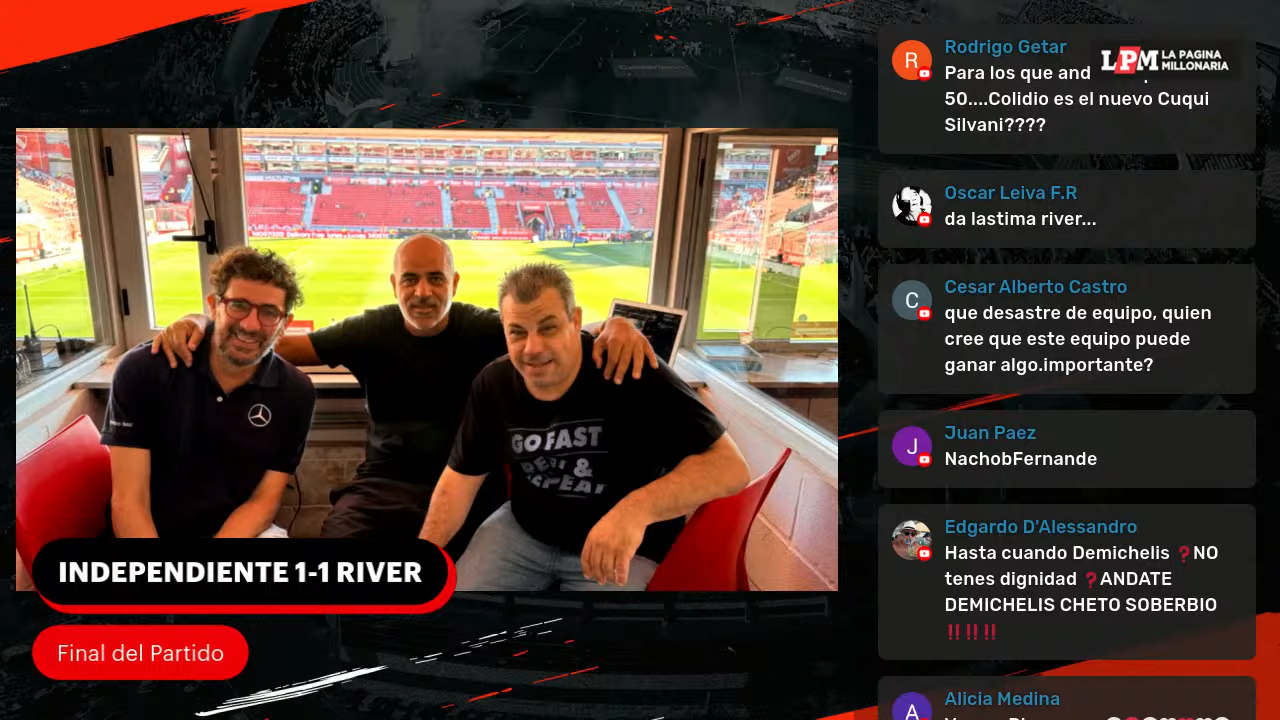 Rodrigo Getar
Para los que and
50....Colidio es el nuevo Cuqui
Silvani????
LPM LA PAGINA
MILLONARIA
Oscar Leiva F.R
da lastima river...
Cesar Alberto Castro
que desastre de equipo, quien
cree que este equipo puede
ganar algo.importante?
Juan Paez
NachobFernande
Edgardo D'Alessandro
Hasta cuando Demichelis ❓NO
tenes dignidad ❓ANDATE
DEMICHELIS CHETO SOBERBIO
‼️‼️‼️
Alicia Medina
R
C
J
A
GO FAST
&
INDEPENDIENTE 1-1 RIVER
Final del Partido